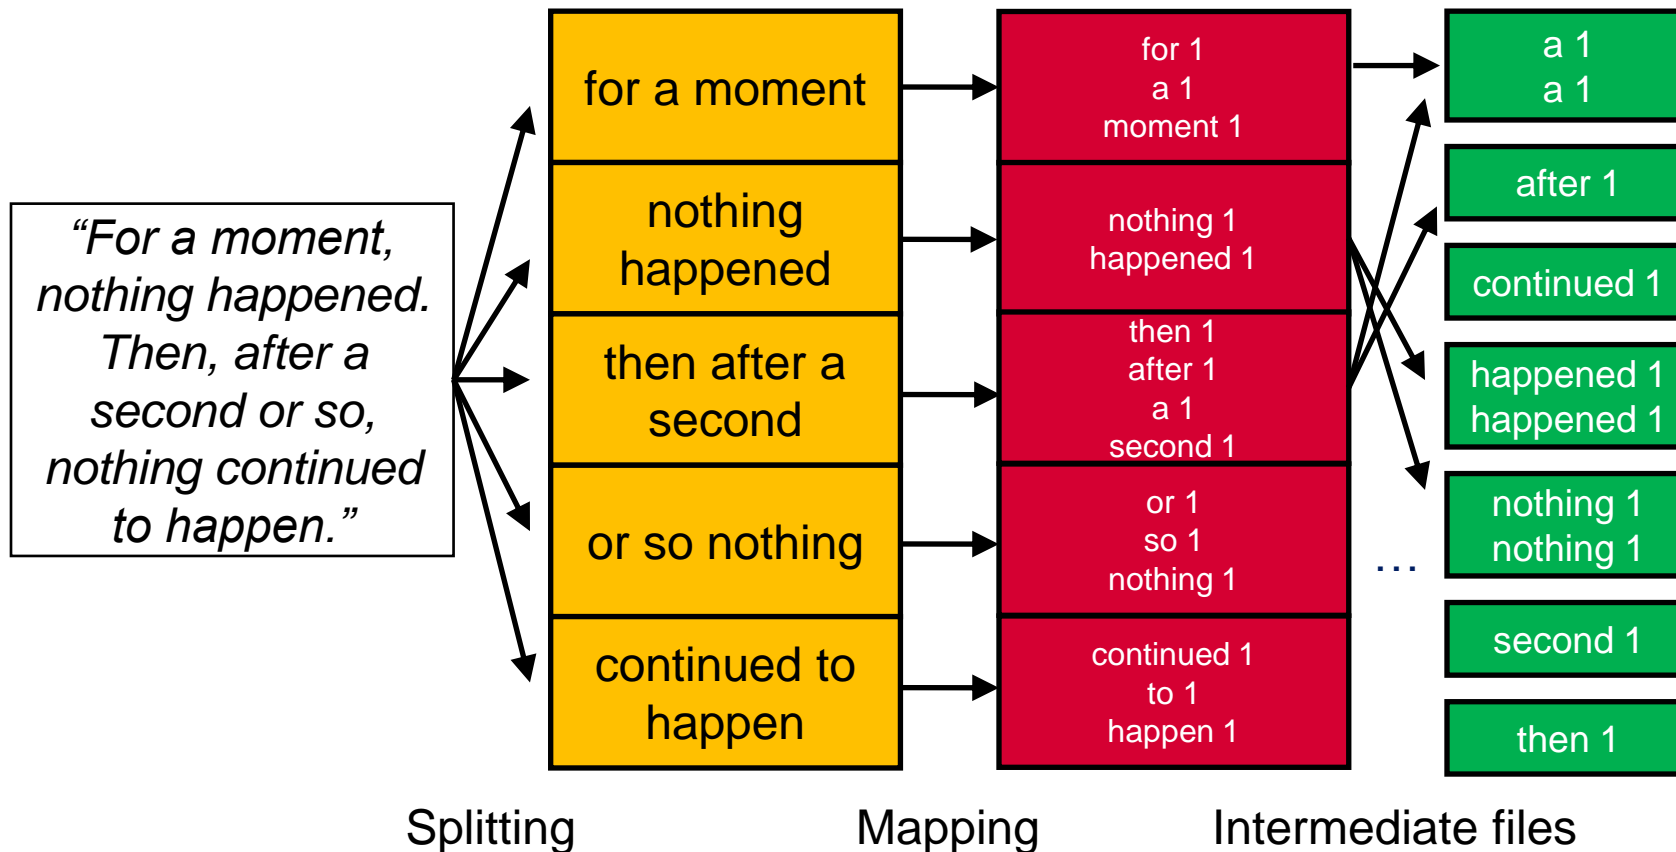 “For a moment,
nothing happened.
Then, after a
second or so,
nothing continued
to happen.”
for a moment
nothing
happened
then after a
second
or so nothing
continued to
happen
for 1
a 1
moment 1
nothing 1
happened 1
then 1
after 1
a 1
second 1
or 1
so 1
nothing 1
continued 1
to 1
happen 1
...
a 1
a 1
after 1
continued 1
happened 1
happened 1
nothing 1
nothing 1
second 1
then 1
Splitting
Mapping
Intermediate files